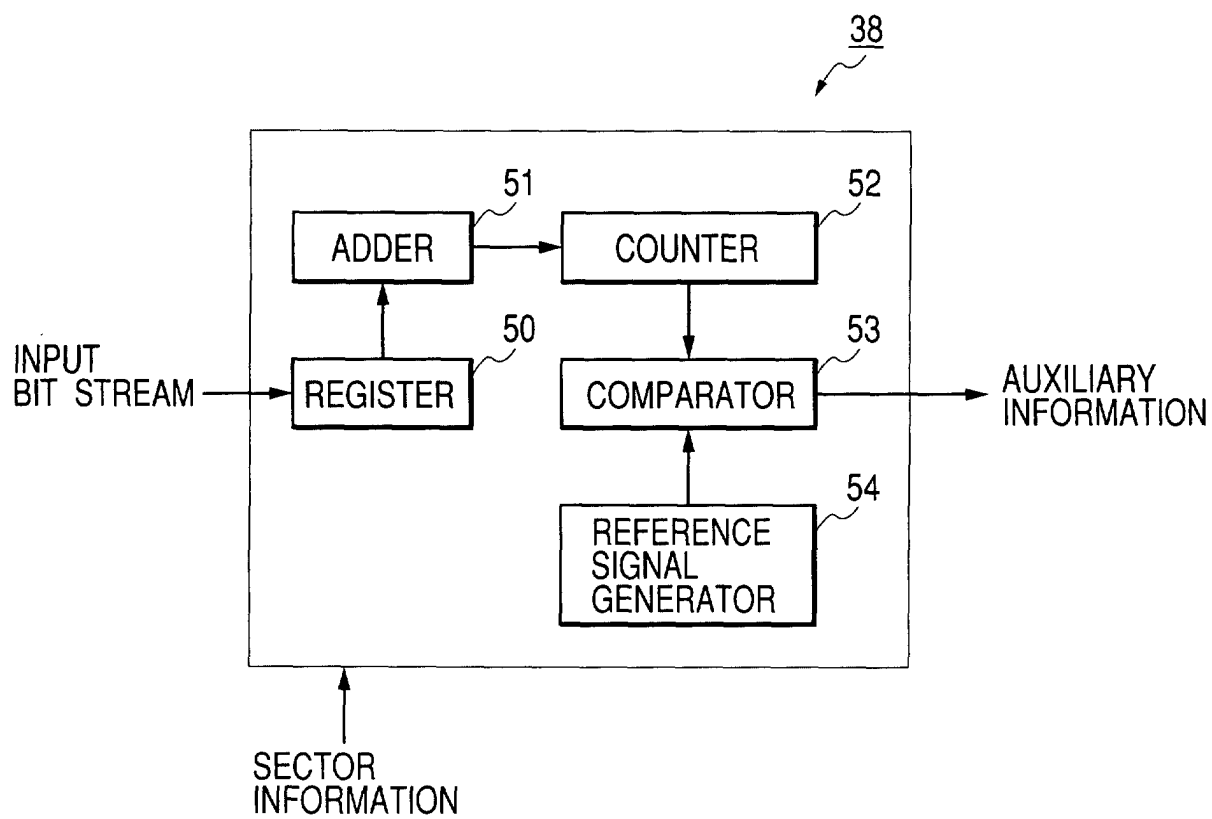 38
51
ADDER
52
COUNTER
INPUT
BIT STREAM
50
REGISTER
53
COMPARATOR
AUXILIARY
INFORMATION
54
REFERENCE
SIGNAL
GENERATOR
SECTOR
INFORMATION